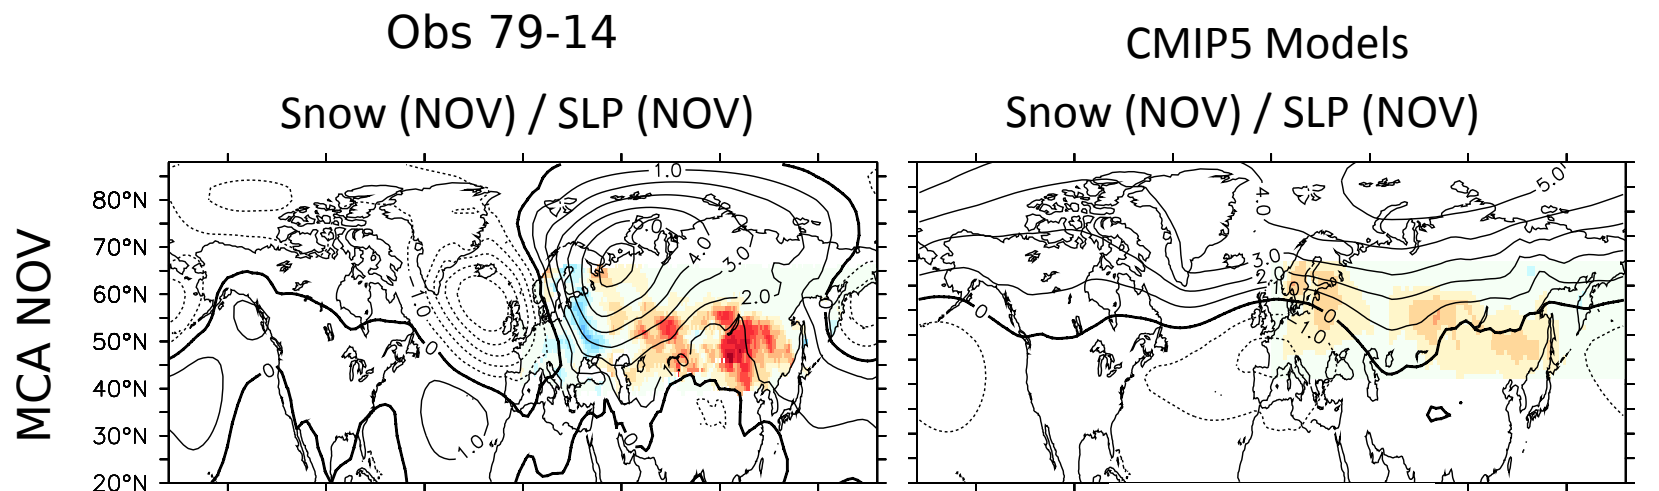 Obs 79-14
CMIP5 Models
Snow (NOV) / SLP (NOV)
Snow (NOV) / SLP (NOV)
MCA NOV
80°N
70°N
60°N
50°N
40°N
30°N
20°N
1.0
4.0
3.0
2.0
1.0
0
0
0
1.0
5.0
4.0
3.0
2.0
1.0
0
0
-1.0